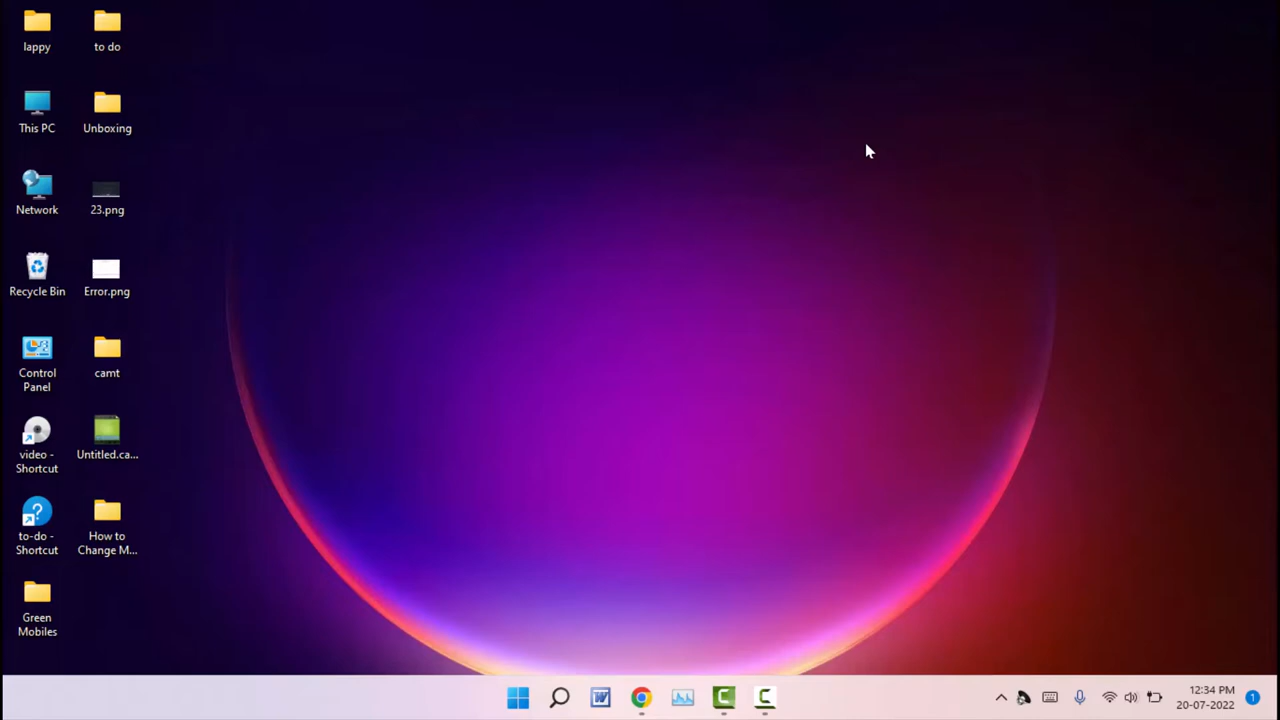 lappy
to do
This PC
Unboxing
Network
23.png
Recycle Bin
Error.png
Control
Panel
camt
video -
Shortcut
Untitled.ca...
to-do -
Shortcut
How to
Change M...
Green
Mobiles
12:34 PM
20-07-2022
1